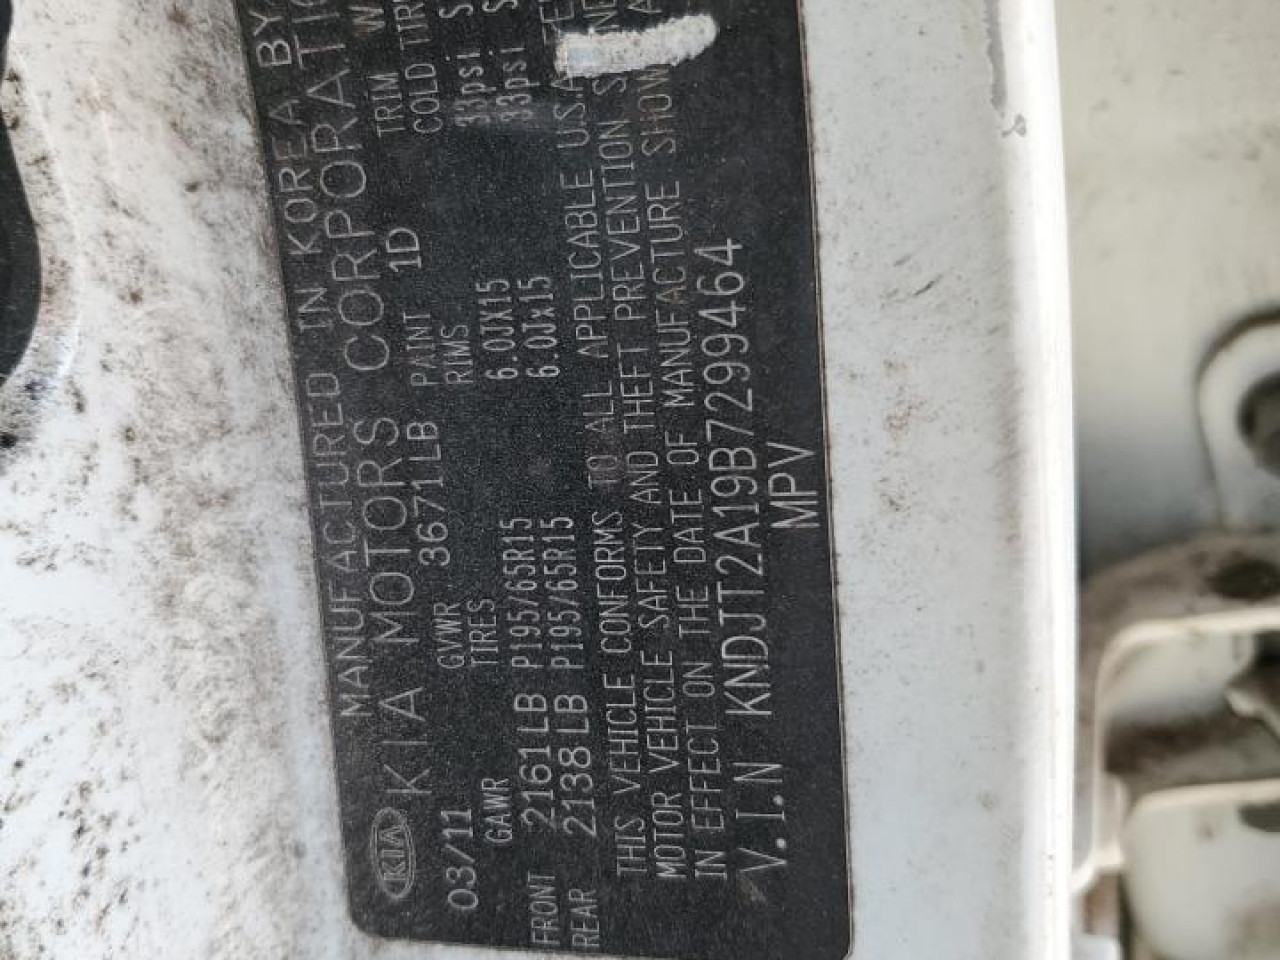 MANUFACTURED IN KOREA BY
KIA KIA MOTORS CORPORATIO
03/11 GVWR 3671LB PAINT 1D TRIM W
GAWR TIRES RIMS COLD TIR
FRONT 2161LB P195/65R15 6.0JX15 33psi S
REAR 2138LB P195/65R15 6.0Jx15 33psi S
THIS VEHICLE CONFORMS TO ALL APPLICABLE U.S.A
MOTOR VEHICLE SAFETY AND THEFT PREVENTION S
IN EFFECT ON THE DATE OF MANUFACTURE SHOW
V.I.N KNDJT2A19B7299464
MPV